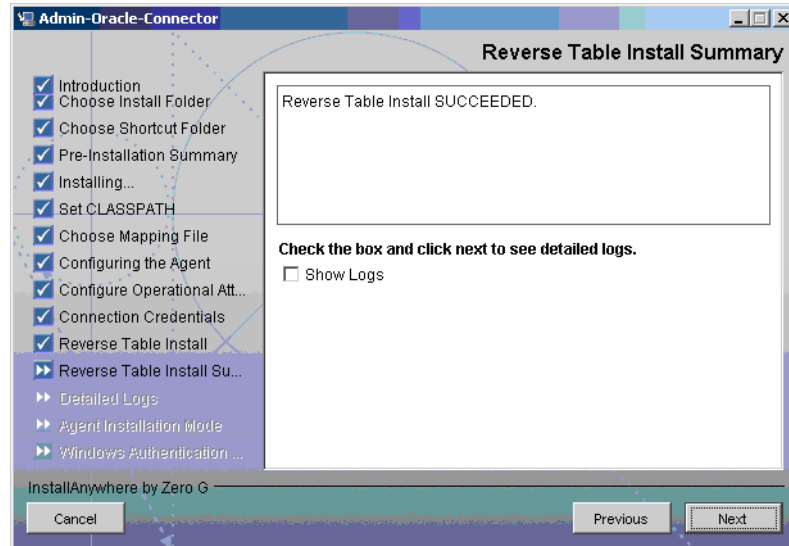 Admin-Oracle-Connector
Reverse Table Install Summary
Introduction
Choose Install Folder
Choose Shortcut Folder
Pre-Installation Summary
Installing...
Set CLASSPATH
Choose Mapping File
Configuring the Agent
Configure Operational Att...
Connection Credentials
Reverse Table Install
Reverse Table Install Su...
Detailed Logs
Agent Installation Mode
Windows Authentication ...
Reverse Table Install SUCCEEDED.
Check the box and click next to see detailed logs.
Show Logs
InstallAnywhere by Zero G
Cancel
Previous
Next